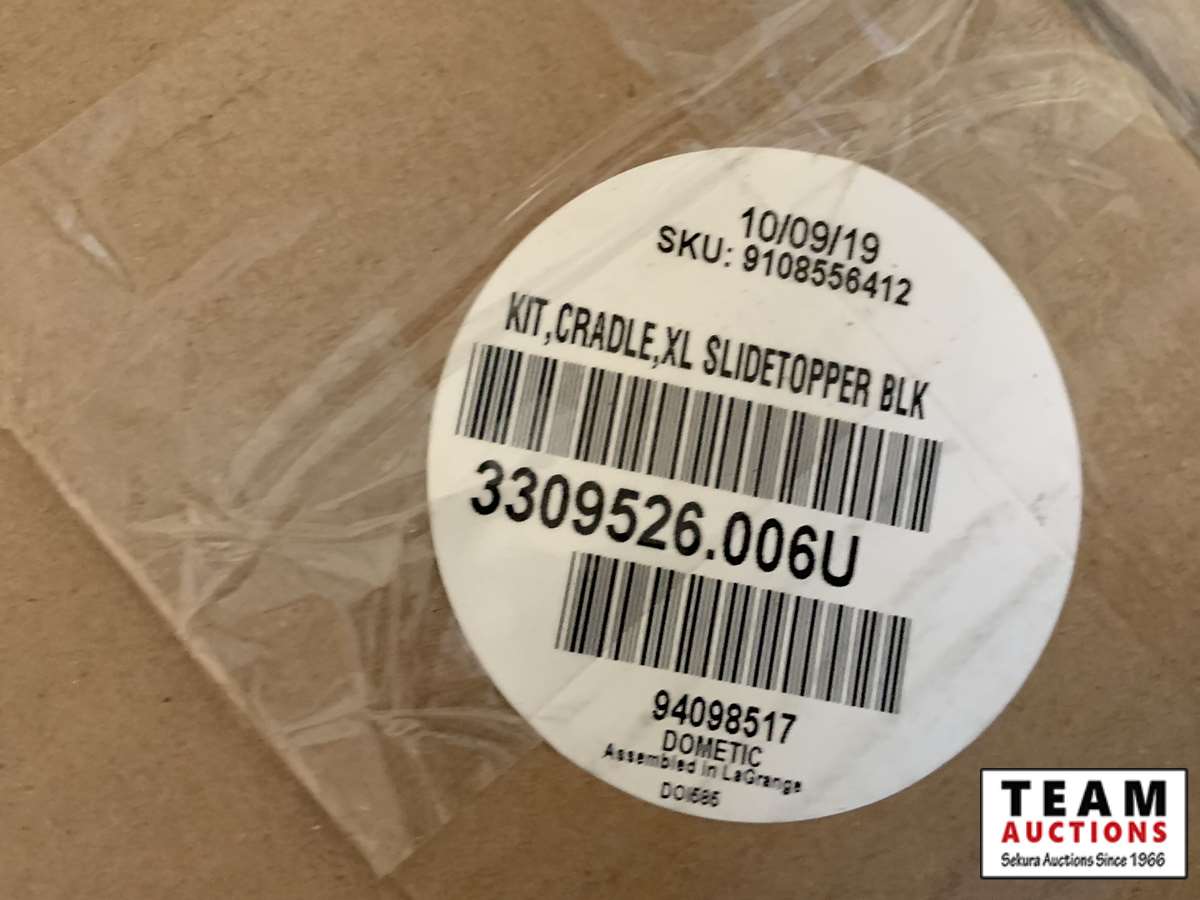 10/09/19
SKU: 9108556412
KIT,CRADLE,XL SLIDETOPPER BLK
3309526.006U
94098517
DOMETIC
Assembled in LaGrange
TEAM
AUCTIONS
Sekura Auctions Since 1966